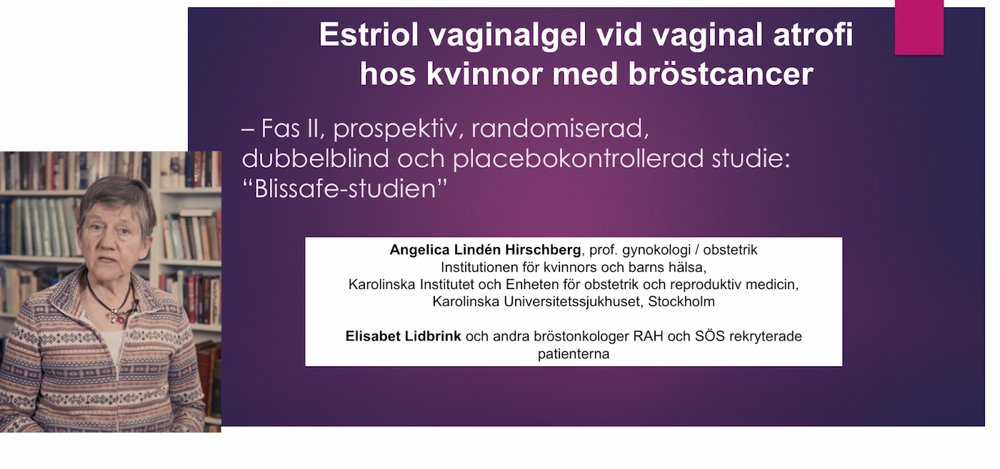 Estriol vaginalgel vid vaginal atrofi
hos kvinnor med bröstcancer
– Fas II, prospektiv, randomiserad,
dubbelblind och placebokontrollerad studie:
“Blissafe-studien”
Angelica Lindén Hirschberg, prof. gynokologi / obstetrik
Institutionen för kvinnors och barns hälsa,
Karolinska Institutet och Enheten för obstetrik och reproduktiv medicin,
Karolinska Universitetssjukhuset, Stockholm
Elisabet Lidbrink och andra bröstonkologer RAH och SÖS rekryterade
patienterna